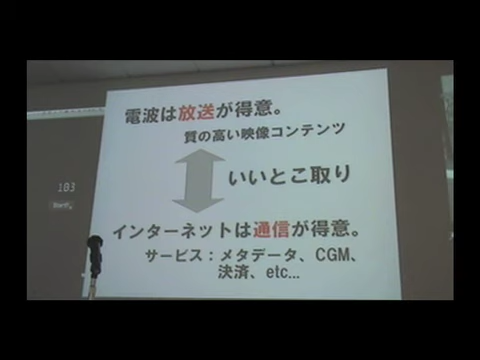 電波は放送が得意。
質の高い映像コンテンツ
いいとこ取り
インターネットは通信が得意。
サービス：メタデータ、CGM、
決済、etc...
103
Start